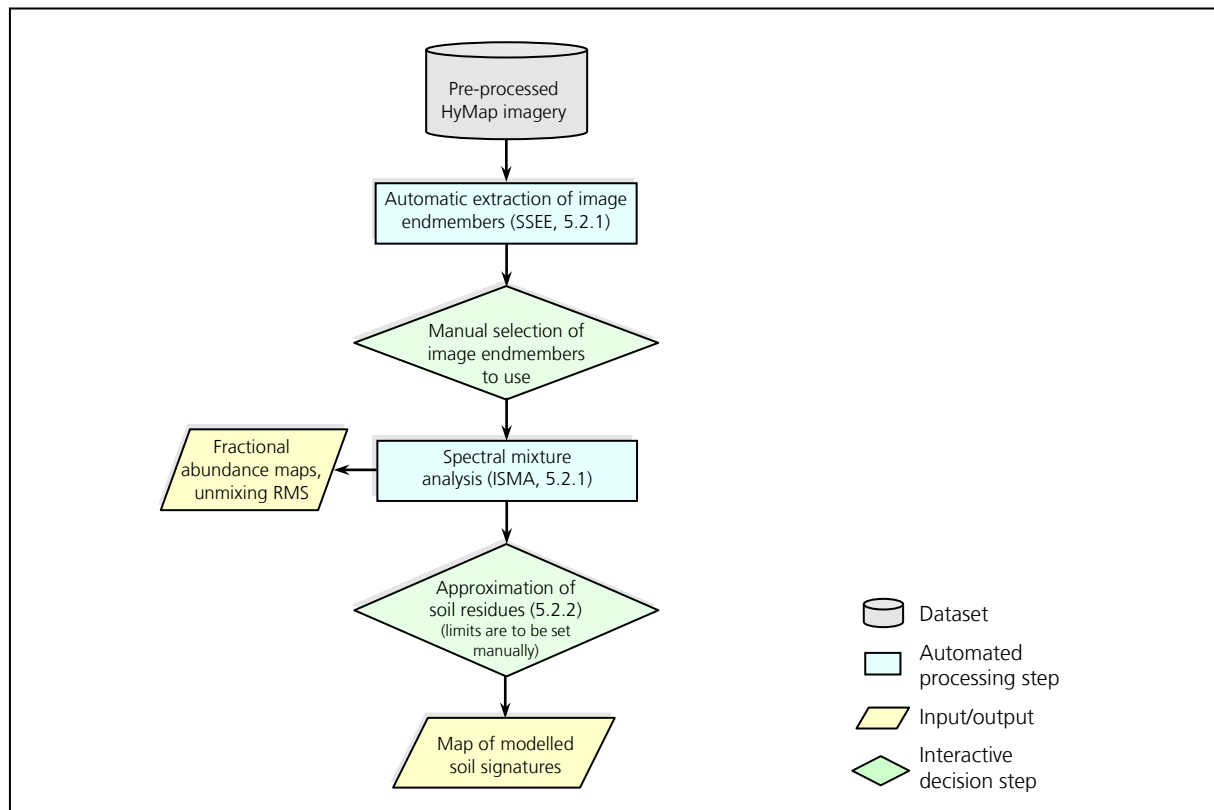 Pre-processed
HyMap imagery
Automatic extraction of image
endmembers (SSEE, 5.2.1)
Manual selection of
image endmembers
to use
Fractional
abundance maps,
unmixing RMS
Spectral mixture
analysis (ISMA, 5.2.1)
Approximation of
soil residues (5.2.2)
(limits are to be set
manually)
Map of modelled
soil signatures
Dataset
Automated
processing step
Input/output
Interactive
decision step